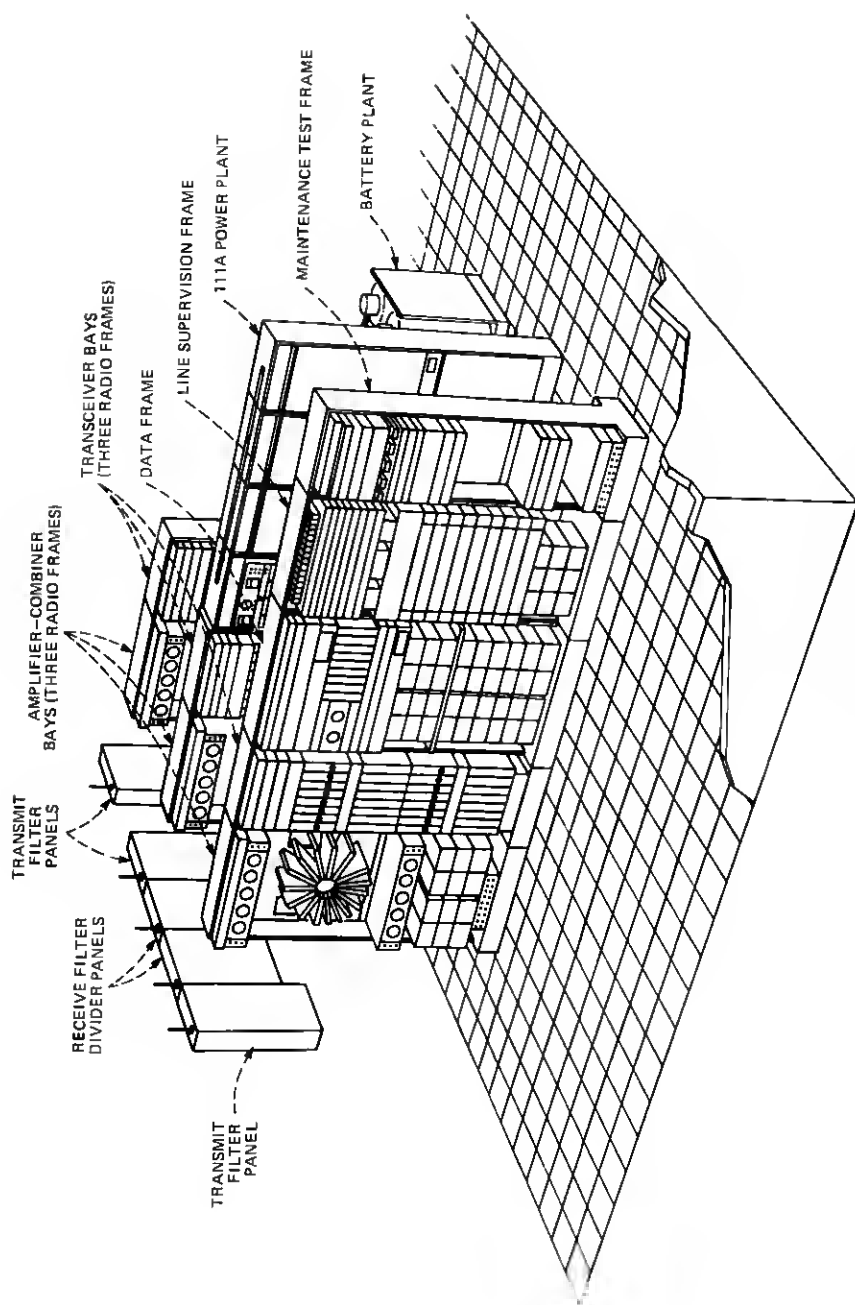 TRANSMIT
FILTER
PANEL
RECEIVE FILTER
DIVIDER PANELS
TRANSMIT
FILTER
PANELS
AMPLIFIER–COMBINER
BAYS (THREE RADIO FRAMES)
TRANSCEIVER BAYS
(THREE RADIO FRAMES)
DATA FRAME
LINE SUPERVISION FRAME
111A POWER PLANT
MAINTENANCE TEST FRAME
BATTERY PLANT